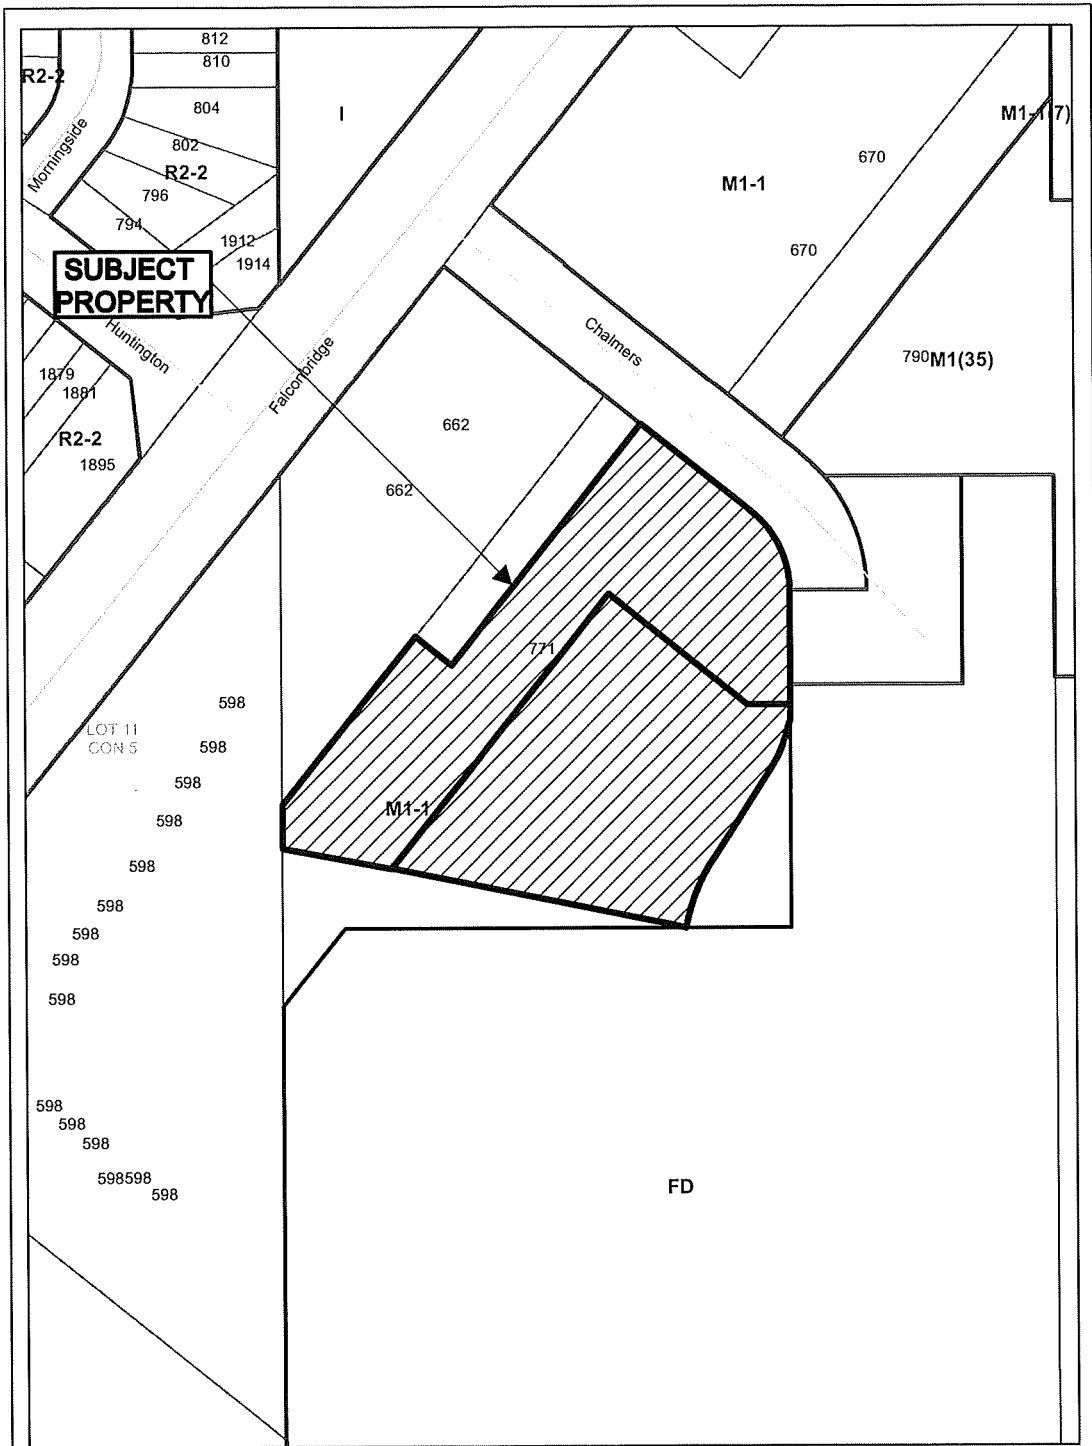 812
R2-2
810
804
I
M1-1(7)
802
Morningside
670
R2-2
M1-1
796
794
1912
670
1914
SUBJECT
PROPERTY
Huntington
Chalmers
790
M1(35)
Falconbridge
1879
1881
662
R2-2
1895
662
771
598
LOT 11
CON 5
598
598
M1-1
598
598
598
598
598
598
598
598
598
598598
598
FD